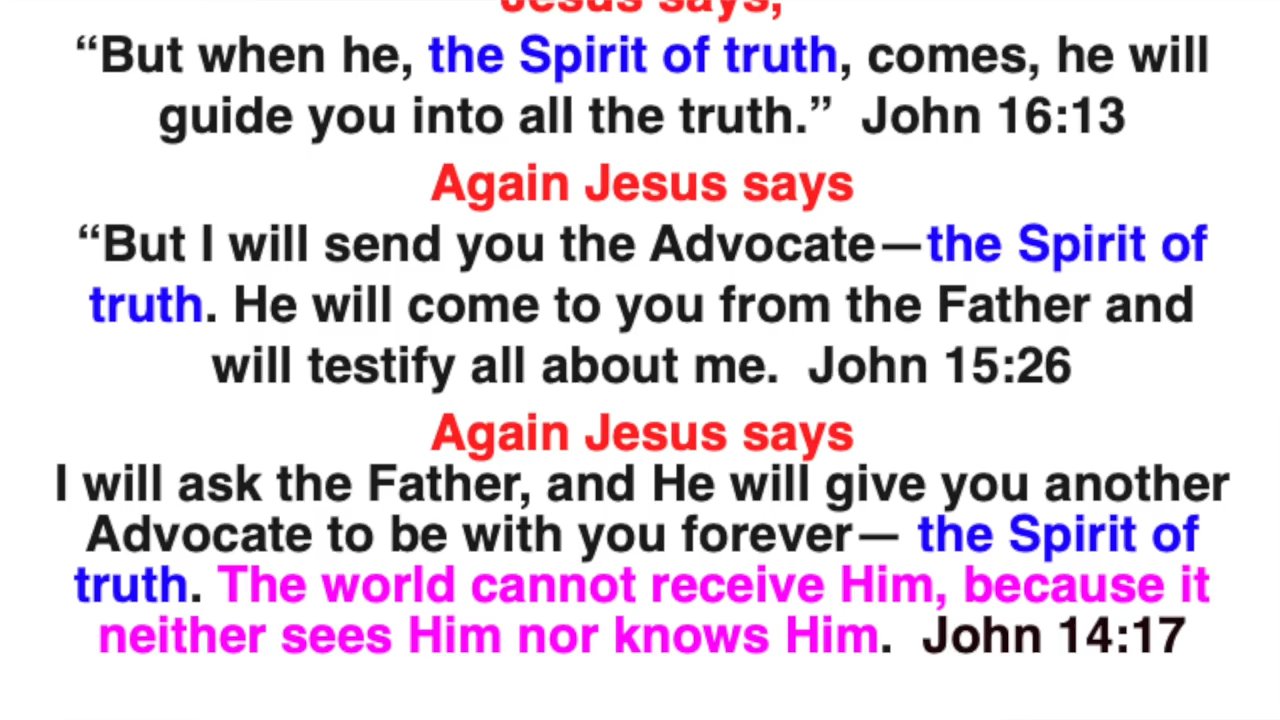 Jesus says,
“But when he, the Spirit of truth, comes, he will
guide you into all the truth.”  John 16:13
Again Jesus says
“But I will send you the Advocate—the Spirit of
truth. He will come to you from the Father and
will testify all about me.  John 15:26
Again Jesus says
I will ask the Father, and He will give you another
Advocate to be with you forever— the Spirit of
truth. The world cannot receive Him, because it
neither sees Him nor knows Him.  John 14:17